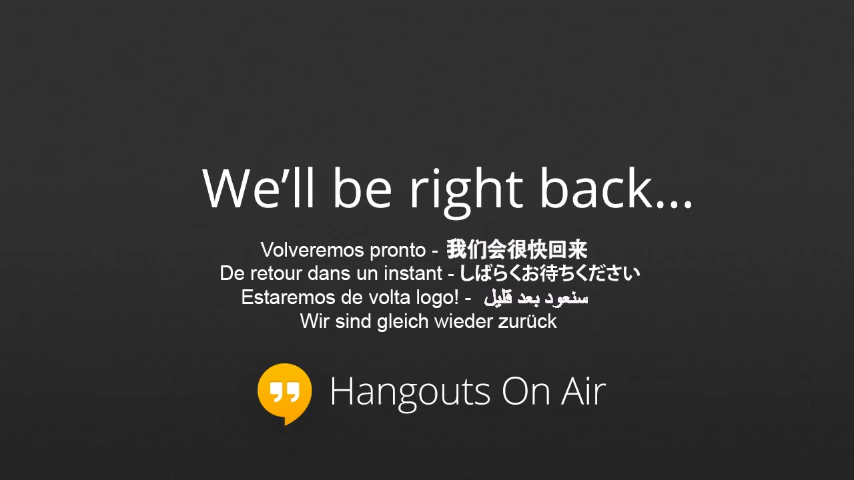 We'll be right back...
Volveremos pronto - 我们会很快回来
De retour dans un instant - しばらくお待ちください
Estaremos de volta logo! - سنعود بعد قليل
Wir sind gleich wieder zurück
Hangouts On Air